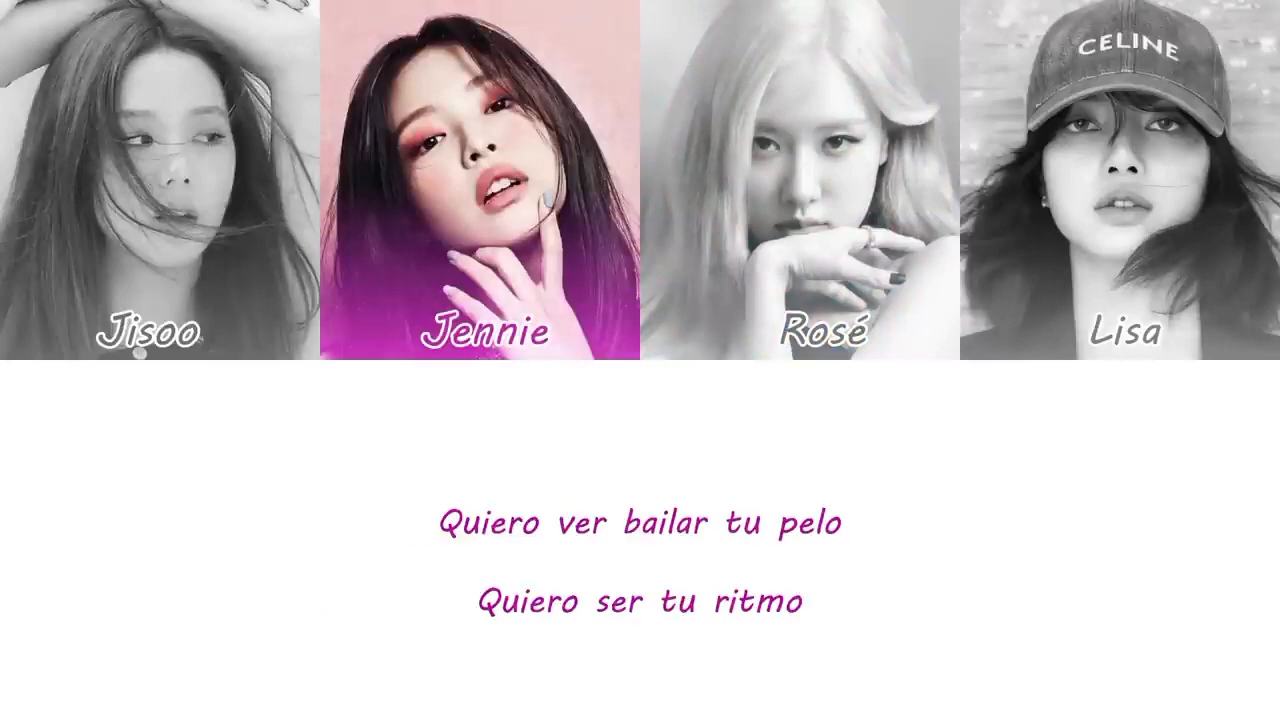 CELINE
Jisoo
Jennie
Rosé
Lisa
Quiero ver bailar tu pelo
Quiero ser tu ritmo